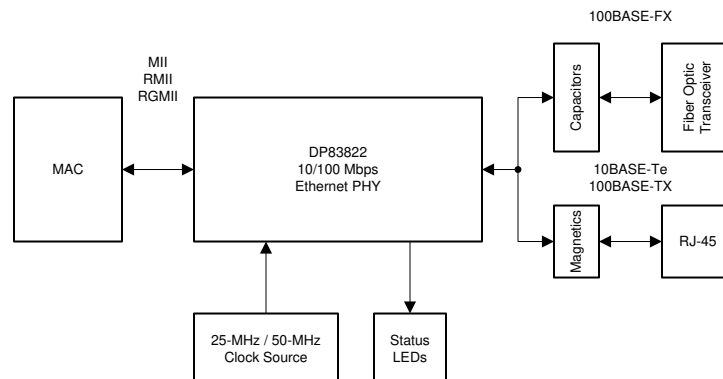 100BASE-FX
MII
RMII
RGMII
Capacitors
Fiber Optic
Transceiver
MAC
DP83822
10/100 Mbps
Ethernet PHY
10BASE-Te
100BASE-TX
Magnetics
RJ-45
25-MHz / 50-MHz
Clock Source
Status
LEDs